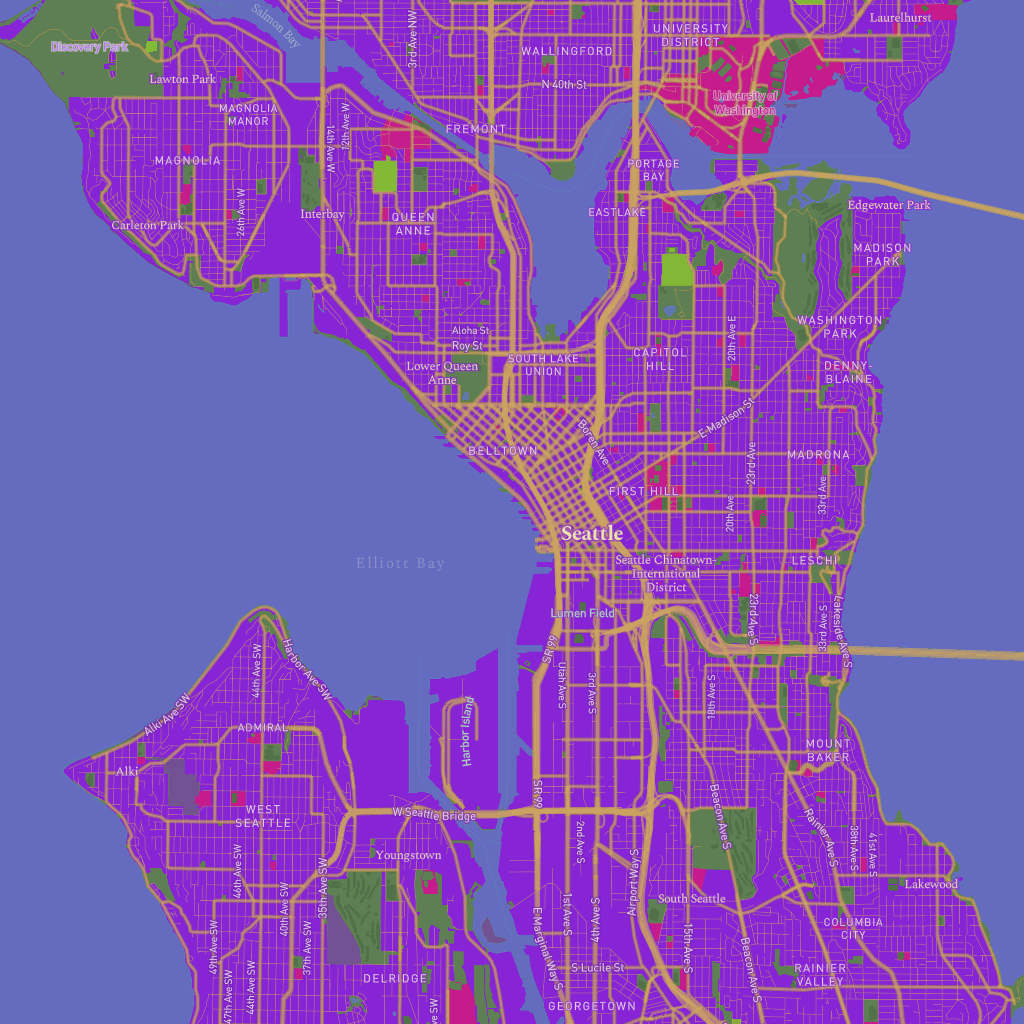 Salmon Bay
3rd Ave NW
UNIVERSITY
DISTRICT
Laurelhurst
Discovery Park
WALLINGFORD
Lawton Park
N 40th St
University of
Washington
MAGNOLIA
MANOR
14th Ave W
12th Ave W
FREMONT
MAGNOLIA
PORTAGE
BAY
26th Ave W
Interbay
QUEEN
ANNE
EASTLAKE
Edgewater Park
Carleton Park
MADISON
PARK
WASHINGTON
PARK
Aloha St
Roy St
20th Ave E
SOUTH LAKE
UNION
CAPITOL
HILL
Lower Queen
Anne
DENNY-
BLAINE
E Madison St
Boren Ave
BELLTOWN
23rd Ave
MADRONA
FIRST HILL
33rd Ave
20th Ave
Seattle
Elliott Bay
Seattle Chinatown-
International
District
LESCHI
Lumen Field
23rd Ave S
33rd Ave S
Lakeside Ave S
SR 99
44th Ave SW
Harbor Ave SW
Utah Ave S
3rd Ave S
18th Ave S
Alki Ave SW
ADMIRAL
Harbor Island
MOUNT
BAKER
Alki
SR 99
W Seattle Bridge
WEST
SEATTLE
Beacon Ave S
Rainier Ave S
2nd Ave S
38th Ave S
41st Ave S
Youngstown
46th Ave SW
35th Ave SW
40th Ave SW
Airport Way S
South Seattle
Lakewood
E Marginal Way S
1st Ave S
4th Ave S
15th Ave S
COLUMBIA
CITY
49th Ave SW
37th Ave SW
Beacon Ave S
S Lucile St
RAINIER
VALLEY
DELRIDGE
47th Ave SW
44th Ave SW
GEORGETOWN